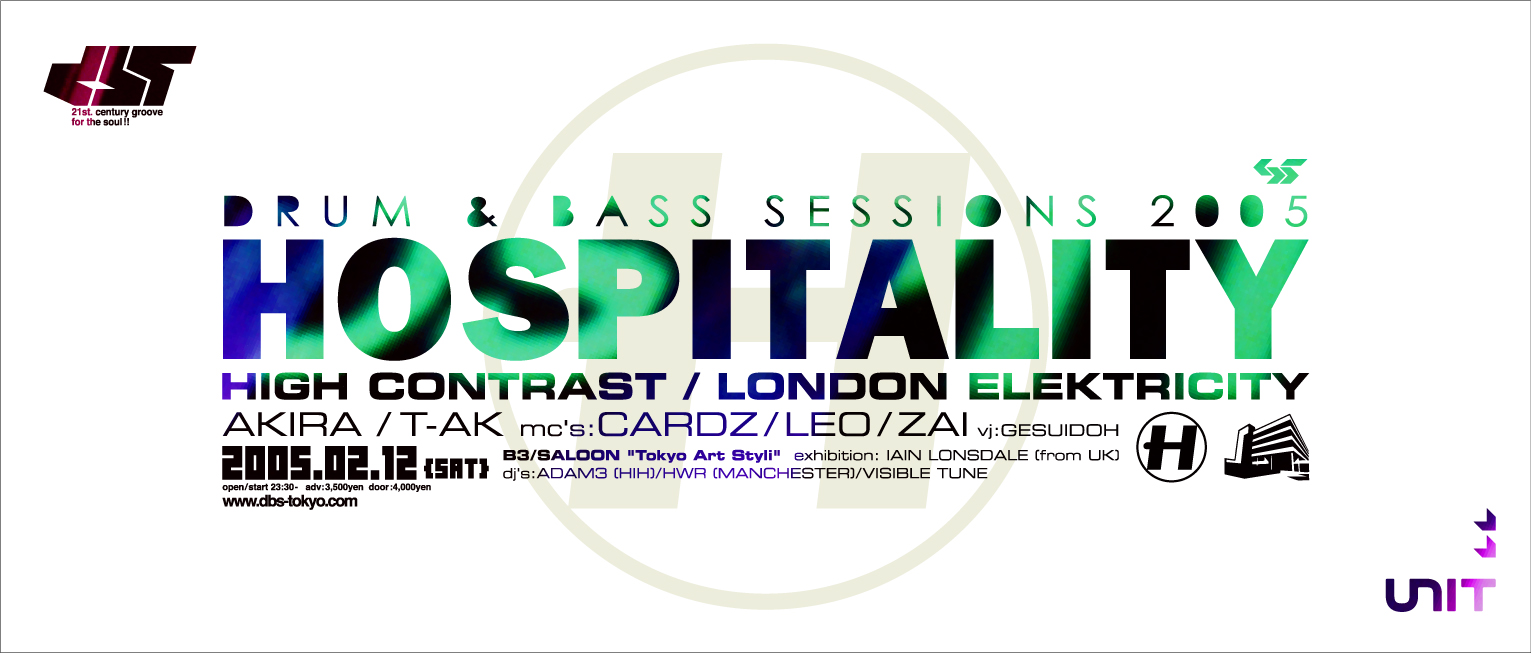 dST
21st. century groove
for the soul!!
DRUM & BASS SESSIONS 2005
HOSPITALITY
HIGH CONTRAST / LONDON ELEKTRICITY
AKIRA / T-AK mc's:CARDZ/LEO/ZAI vj:GESUIDOH
H
2005.02.12 {SAT}
B3/SALOON "Tokyo Art Styli" exhibition: IAIN LONSDALE (from UK)
dj's:ADAM3 (HIH)/HWR (MANCHESTER)/VISIBLE TUNE
open/start 23:30- adv:3,500yen door:4,000yen
www.dbs-tokyo.com
UNIT